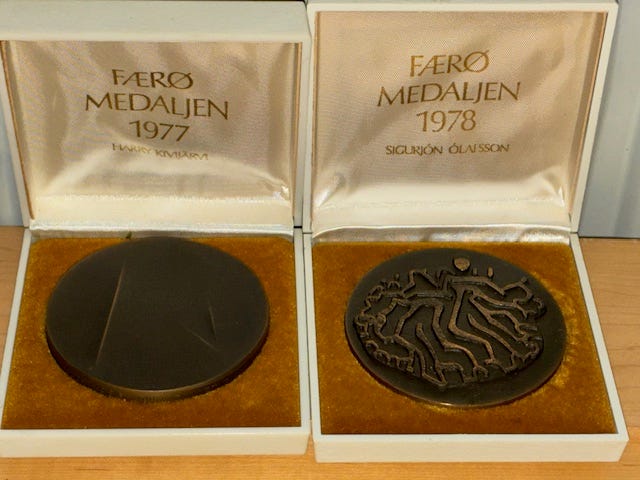 FÆRØ
MEDALJEN
1977
HARRY KIVIJÄRVI
FÆRØ
MEDALJEN
1978
SIGURJÓN ÓLAFSSON